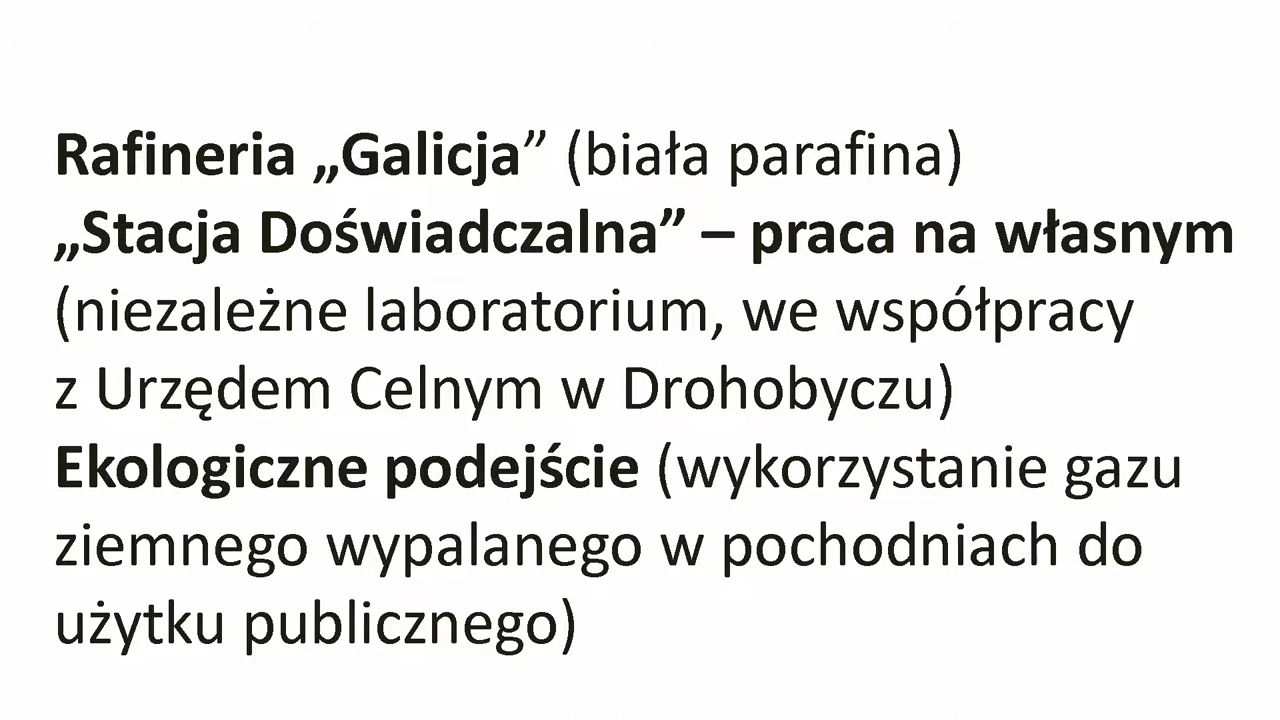 Rafineria „Galicja” (biała parafina)
„Stacja Doświadczalna” – praca na własnym
(niezależne laboratorium, we współpracy
z Urzędem Celnym w Drohobyczu)
Ekologiczne podejście (wykorzystanie gazu
ziemnego wypalanego w pochodniach do
użytku publicznego)